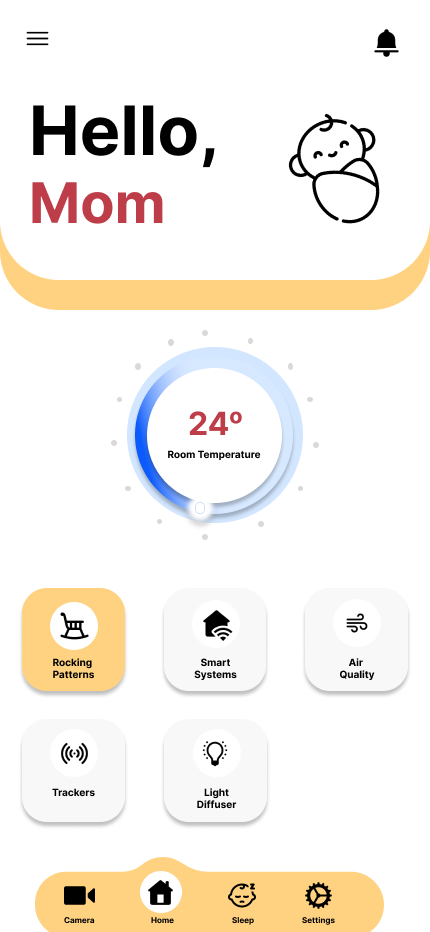 Hello,
Mom
24º
Room Temperature
Rocking
Patterns
Smart
Systems
Air
Quality
Trackers
Light
Diffuser
Camera
Home
Sleep
Settings